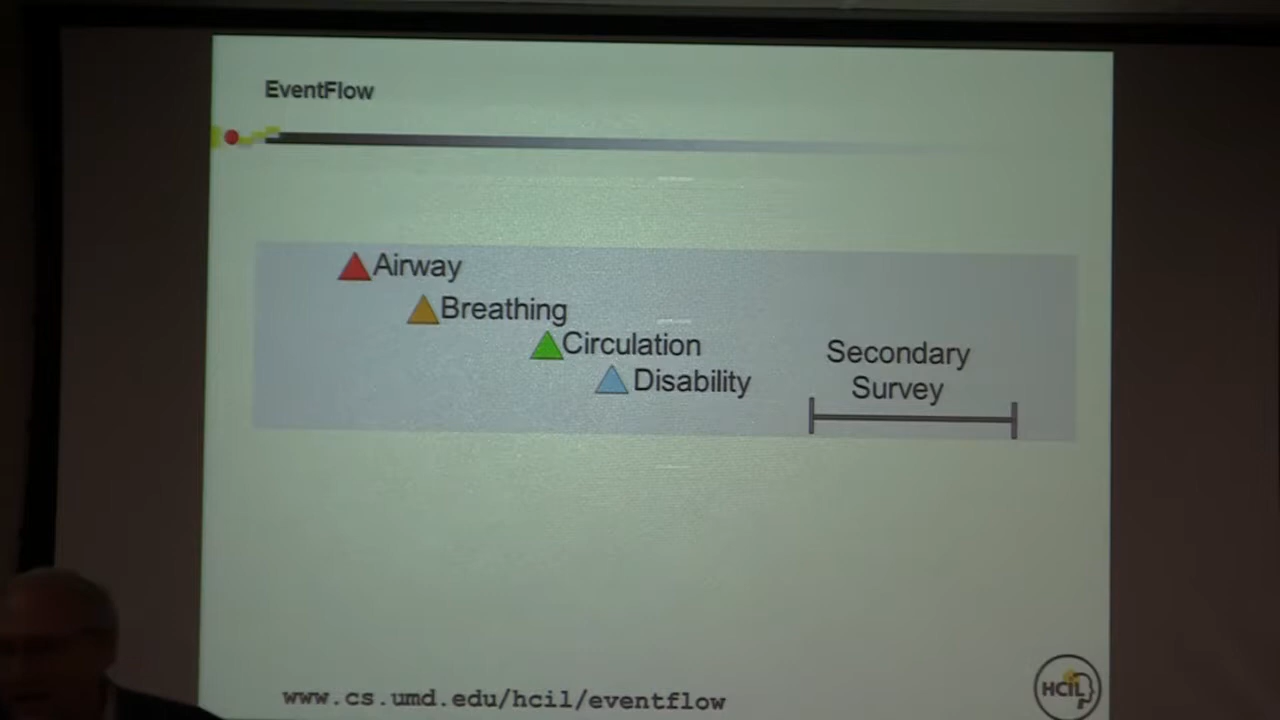 EventFlow
Airway
Breathing
Circulation
Disability
Secondary
Survey
www.cs.umd.edu/hcil/eventflow
HCIL